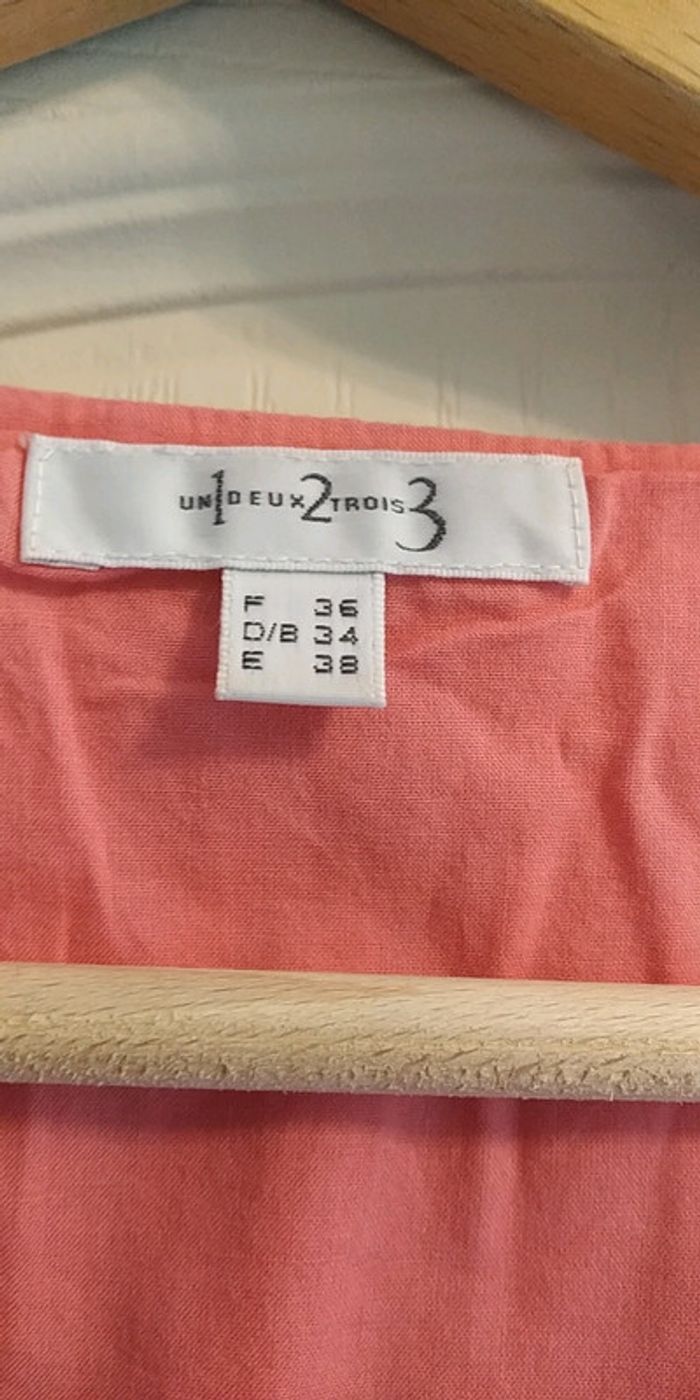 UN1DEUX2TROIS3
F 36
D/B 34
E 38